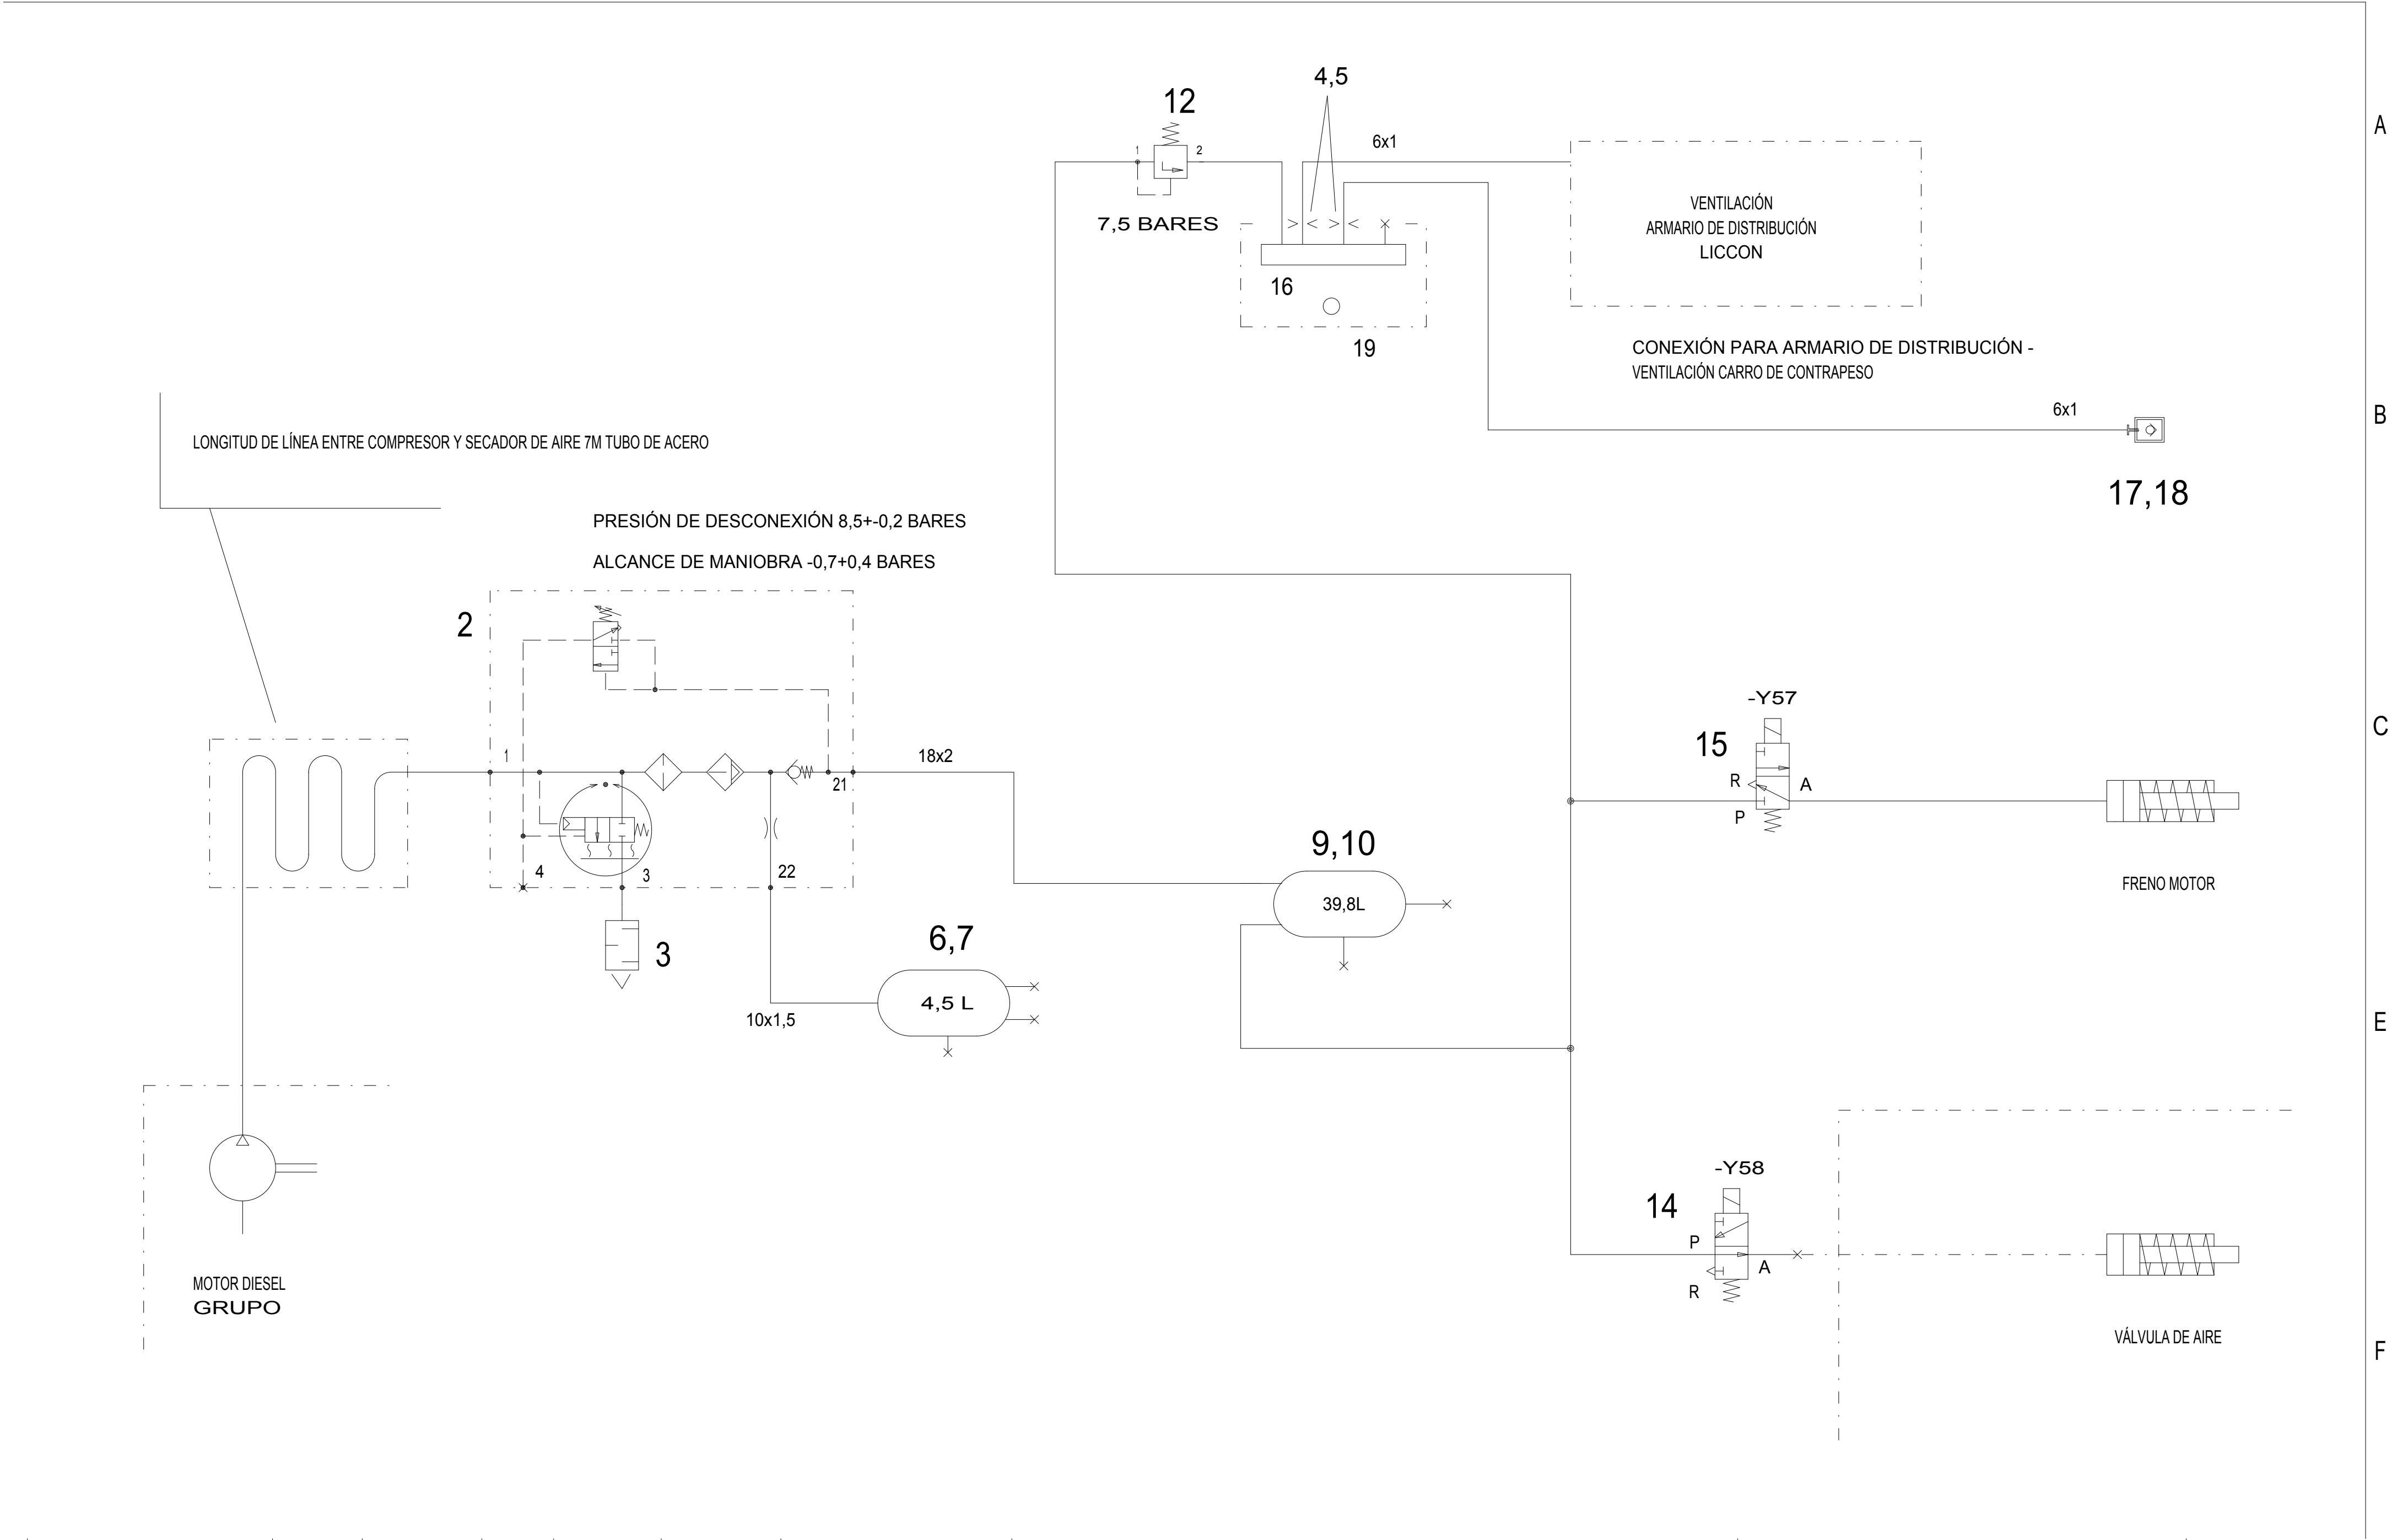 4,5
12
A
6x1
1
2
VENTILACIÓN
ARMARIO DE DISTRIBUCIÓN
LICCON
7,5 BARES
16
19
CONEXIÓN PARA ARMARIO DE DISTRIBUCIÓN -
VENTILACIÓN CARRO DE CONTRAPESO
6x1
B
17,18
LONGITUD DE LÍNEA ENTRE COMPRESOR Y SECADOR DE AIRE 7M TUBO DE ACERO
PRESIÓN DE DESCONEXIÓN 8,5+-0,2 BARES
ALCANCE DE MANIOBRA -0,7+0,4 BARES
2
1
21
18x2
4
3
22
3
10x1,5
6,7
4,5 L
9,10
39,8L
-Y57
15
C
R
A
P
FRENO MOTOR
E
-Y58
14
P
A
R
VÁLVULA DE AIRE
F
MOTOR DIESEL
GRUPO